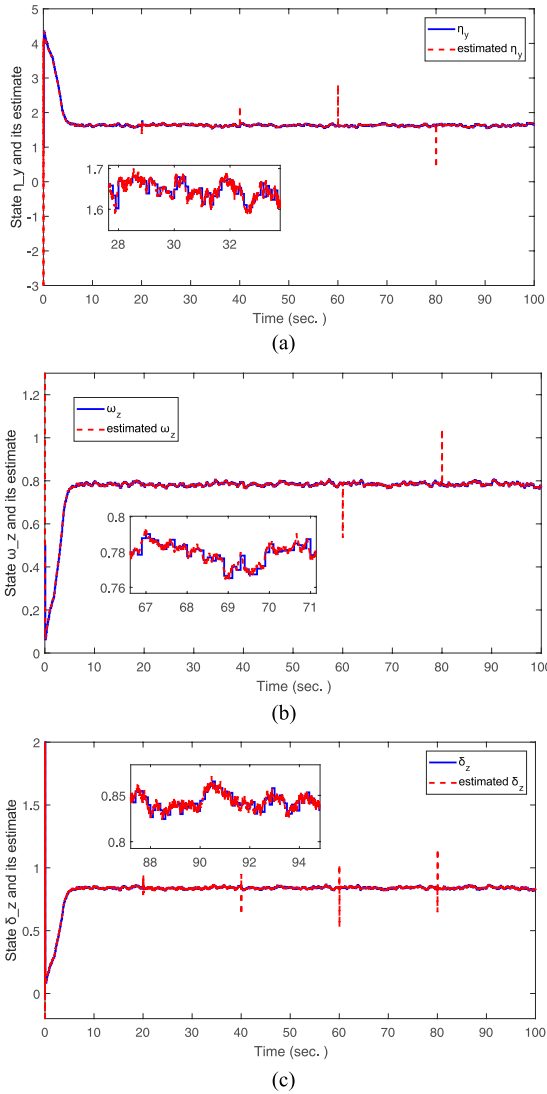 5
4
3
2
1
0
-1
-2
-3
State η_y and its estimate
η_y
estimated η_y
1.7
1.6
28 30 32
0 10 20 30 40 50 60 70 80 90 100
Time (sec. )
(a)
1.2
1
0.8
0.6
0.4
0.2
0
State ω_z and its estimate
ω_z
estimated ω_z
0.8
0.78
0.76
67 68 69 70 71
0 10 20 30 40 50 60 70 80 90 100
Time (sec. )
(b)
2
1.5
1
0.5
0
State δ_z and its estimate
δ_z
estimated δ_z
0.85
0.8
88 90 92 94
0 10 20 30 40 50 60 70 80 90 100
Time (sec. )
(c)